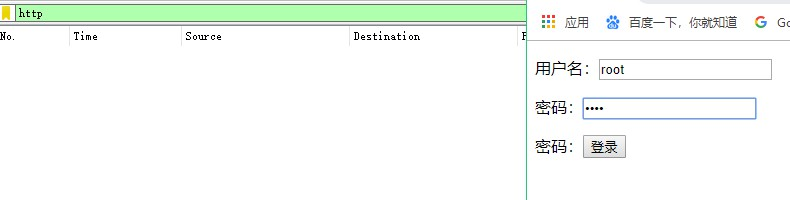 http
No. Time Source Destination
应用 百度一下，你就知道
用户名：root
密码：••••
密码：登录